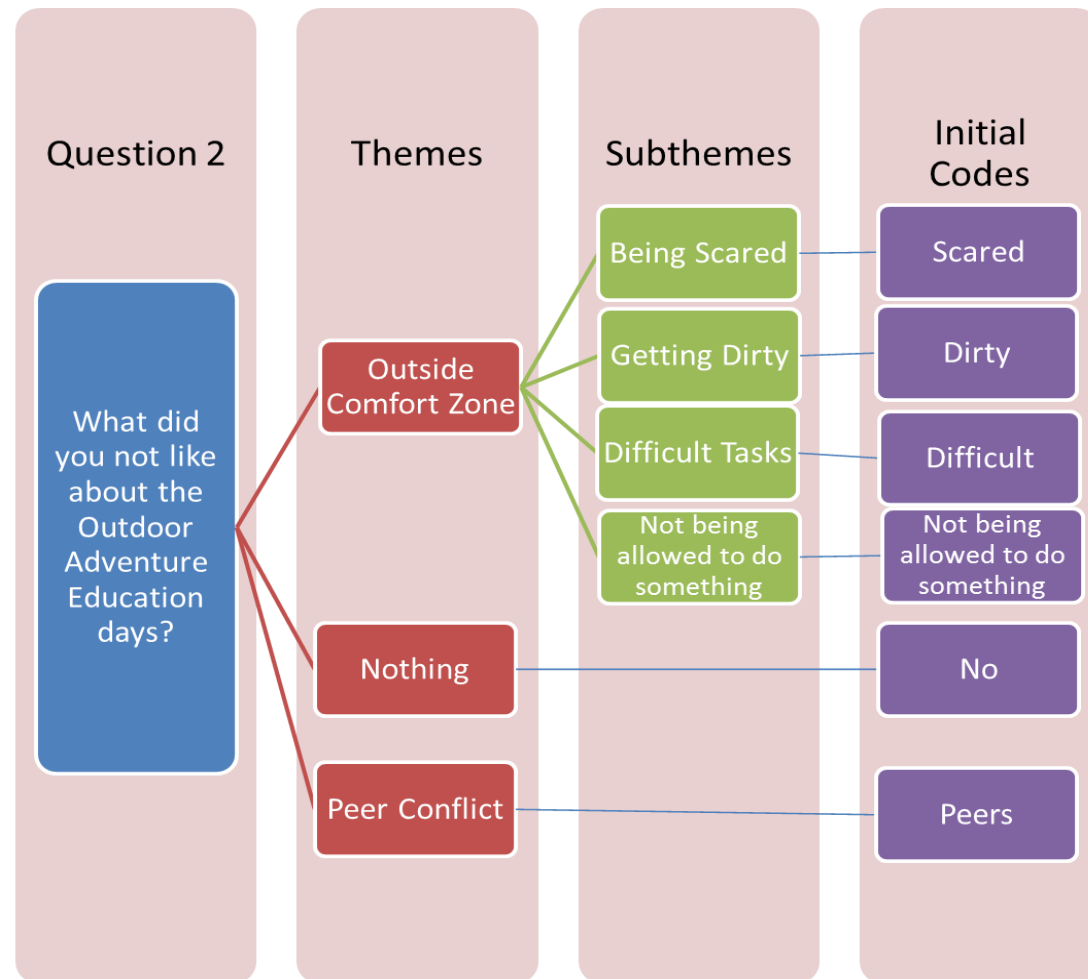 Question 2
Themes
Subthemes
Initial
Codes
What did
you not like
about the
Outdoor
Adventure
Education
days?
Outside
Comfort Zone
Nothing
Peer Conflict
Being Scared
Getting Dirty
Difficult Tasks
Not being
allowed to do
something
Scared
Dirty
Difficult
Not being
allowed to do
something
No
Peers